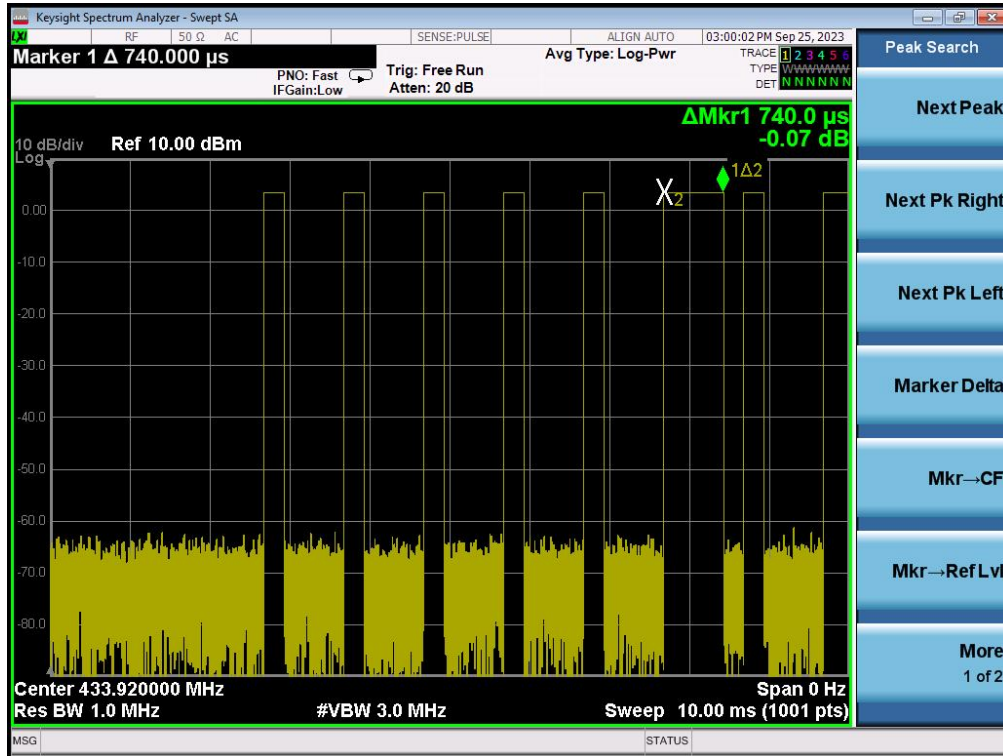 Keysight Spectrum Analyzer - Swept SA
LXI
RF
50 Ω
AC
SENSE:PULSE
ALIGN AUTO
03:00:02 PM Sep 25, 2023
Marker 1 Δ 740.000 μs
PNO: Fast
IFGain:Low
Trig: Free Run
Atten: 20 dB
Avg Type: Log-Pwr
TRACE 1 2 3 4 5 6
TYPE WWWWWW
DET N N N N N N
ΔMkr1 740.0 μs
-0.07 dB
10 dB/div
Log
Ref 10.00 dBm
1Δ2
X2
0.00
-10.0
-20.0
-30.0
-40.0
-50.0
-60.0
-70.0
-80.0
Center 433.920000 MHz
Span 0 Hz
Res BW 1.0 MHz
#VBW 3.0 MHz
Sweep 10.00 ms (1001 pts)
MSG
STATUS
Peak Search
Next Peak
Next Pk Right
Next Pk Left
Marker Delta
Mkr→CF
Mkr→Ref Lvl
More
1 of 2